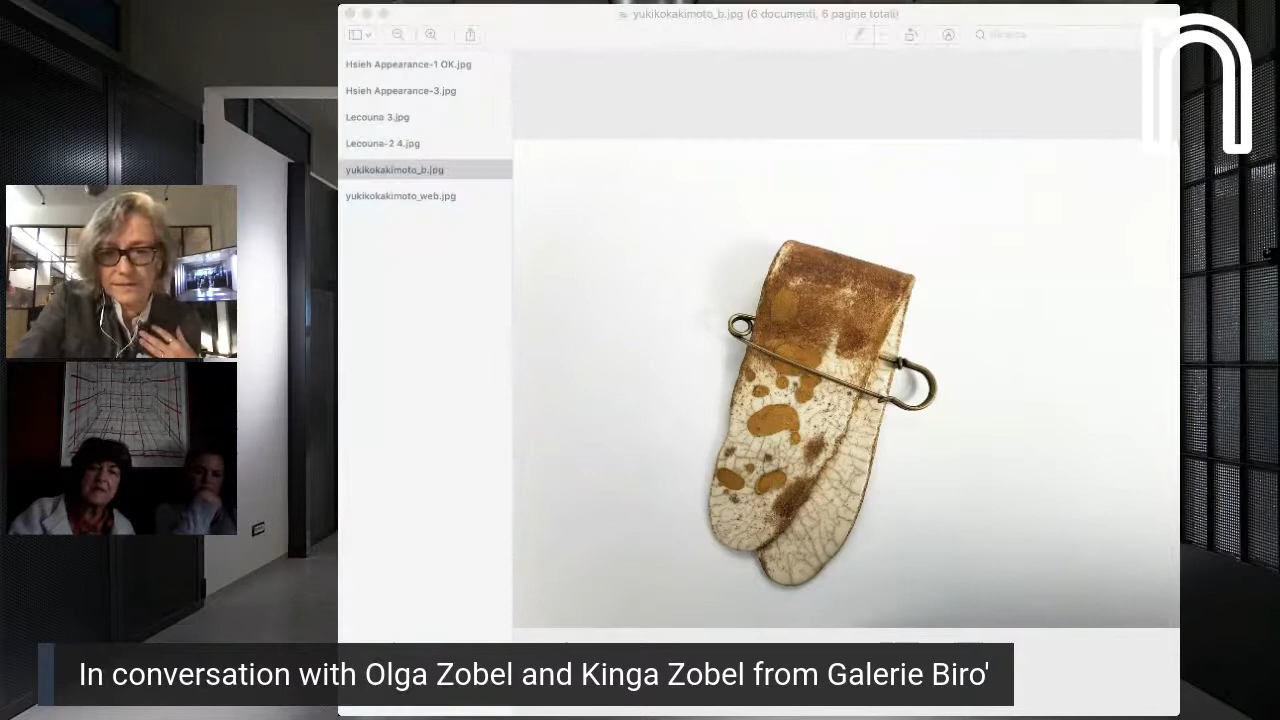 yukikokakimoto_b.jpg (6 documenti, 6 pagine totali)
Ricerca
Hsieh Appearance-1 OK.jpg
Hsieh Appearance-3.jpg
Lecouna 3.jpg
Lecouna-2 4.jpg
yukikokakimoto_b.jpg
yukikokakimoto_web.jpg
n
In conversation with Olga Zobel and Kinga Zobel from Galerie Biro'